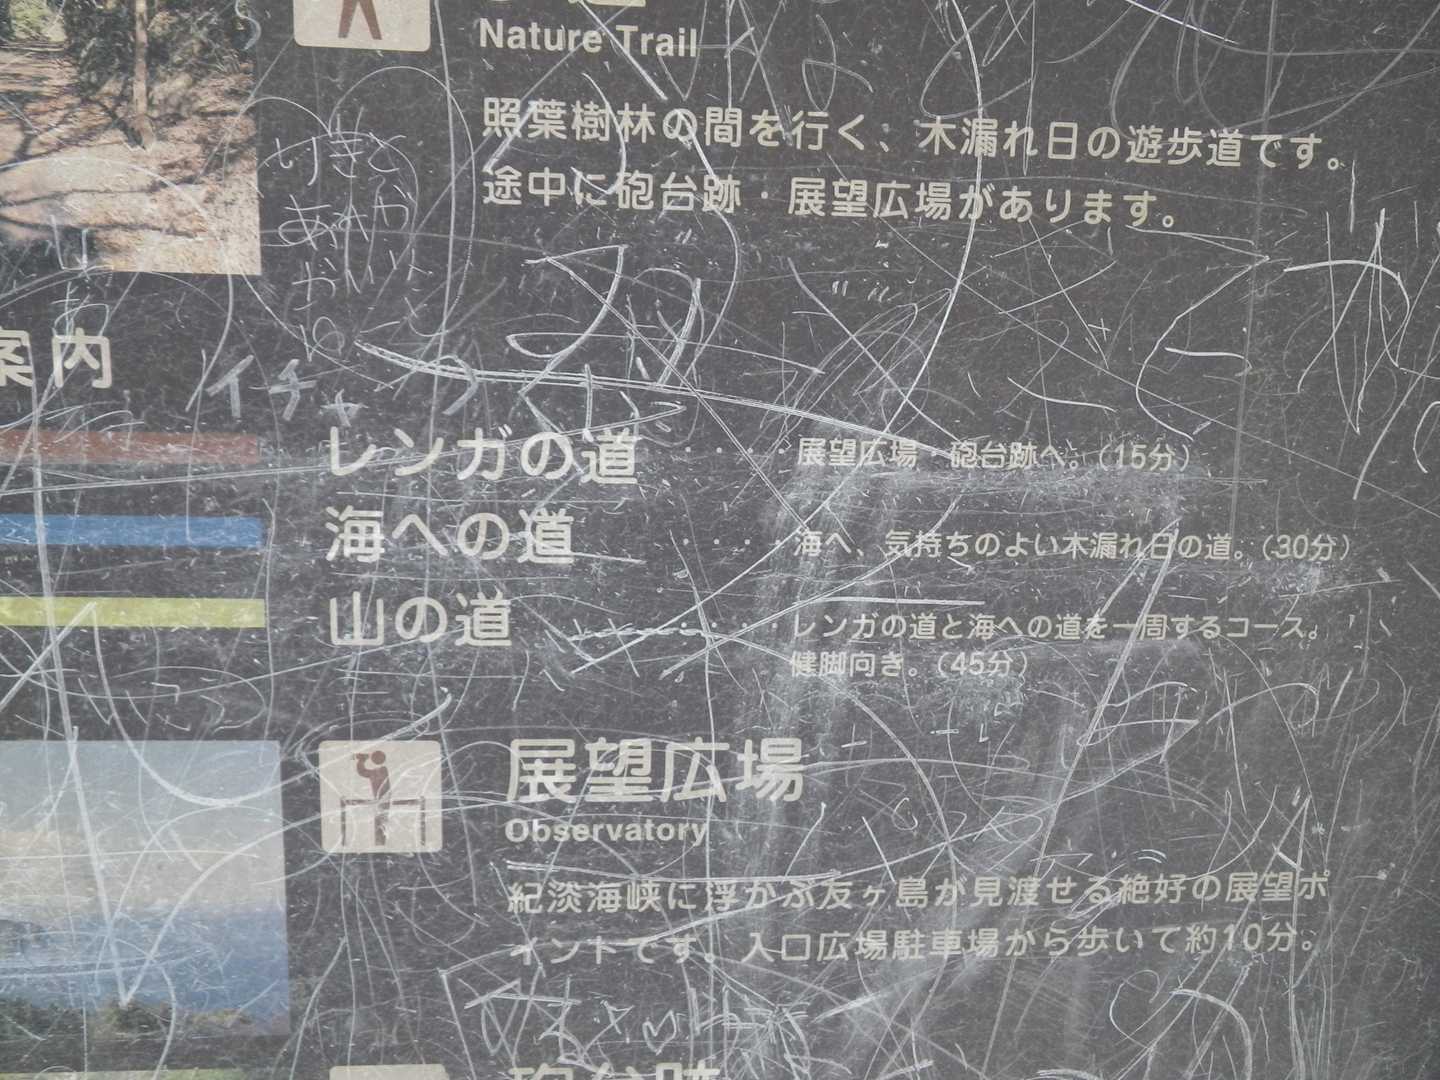 Nature Trail
照葉樹林の間を行く、木漏れ日の遊歩道です。
途中に砲台跡・展望広場があります。
案内
イチャ
レンガの道 ････展望広場・砲台跡へ。（15分）
海への道 ････海へ、気持ちのよい木漏れ日の道。（30分）
山の道 ････レンガの道と海への道を一周するコース。
健脚向き。（45分）
展望広場
Observatory
紀淡海峡に浮かぶ友ヶ島が見渡せる絶好の展望ポ
イントです。入口広場駐車場から歩いて約10分。
砲台跡